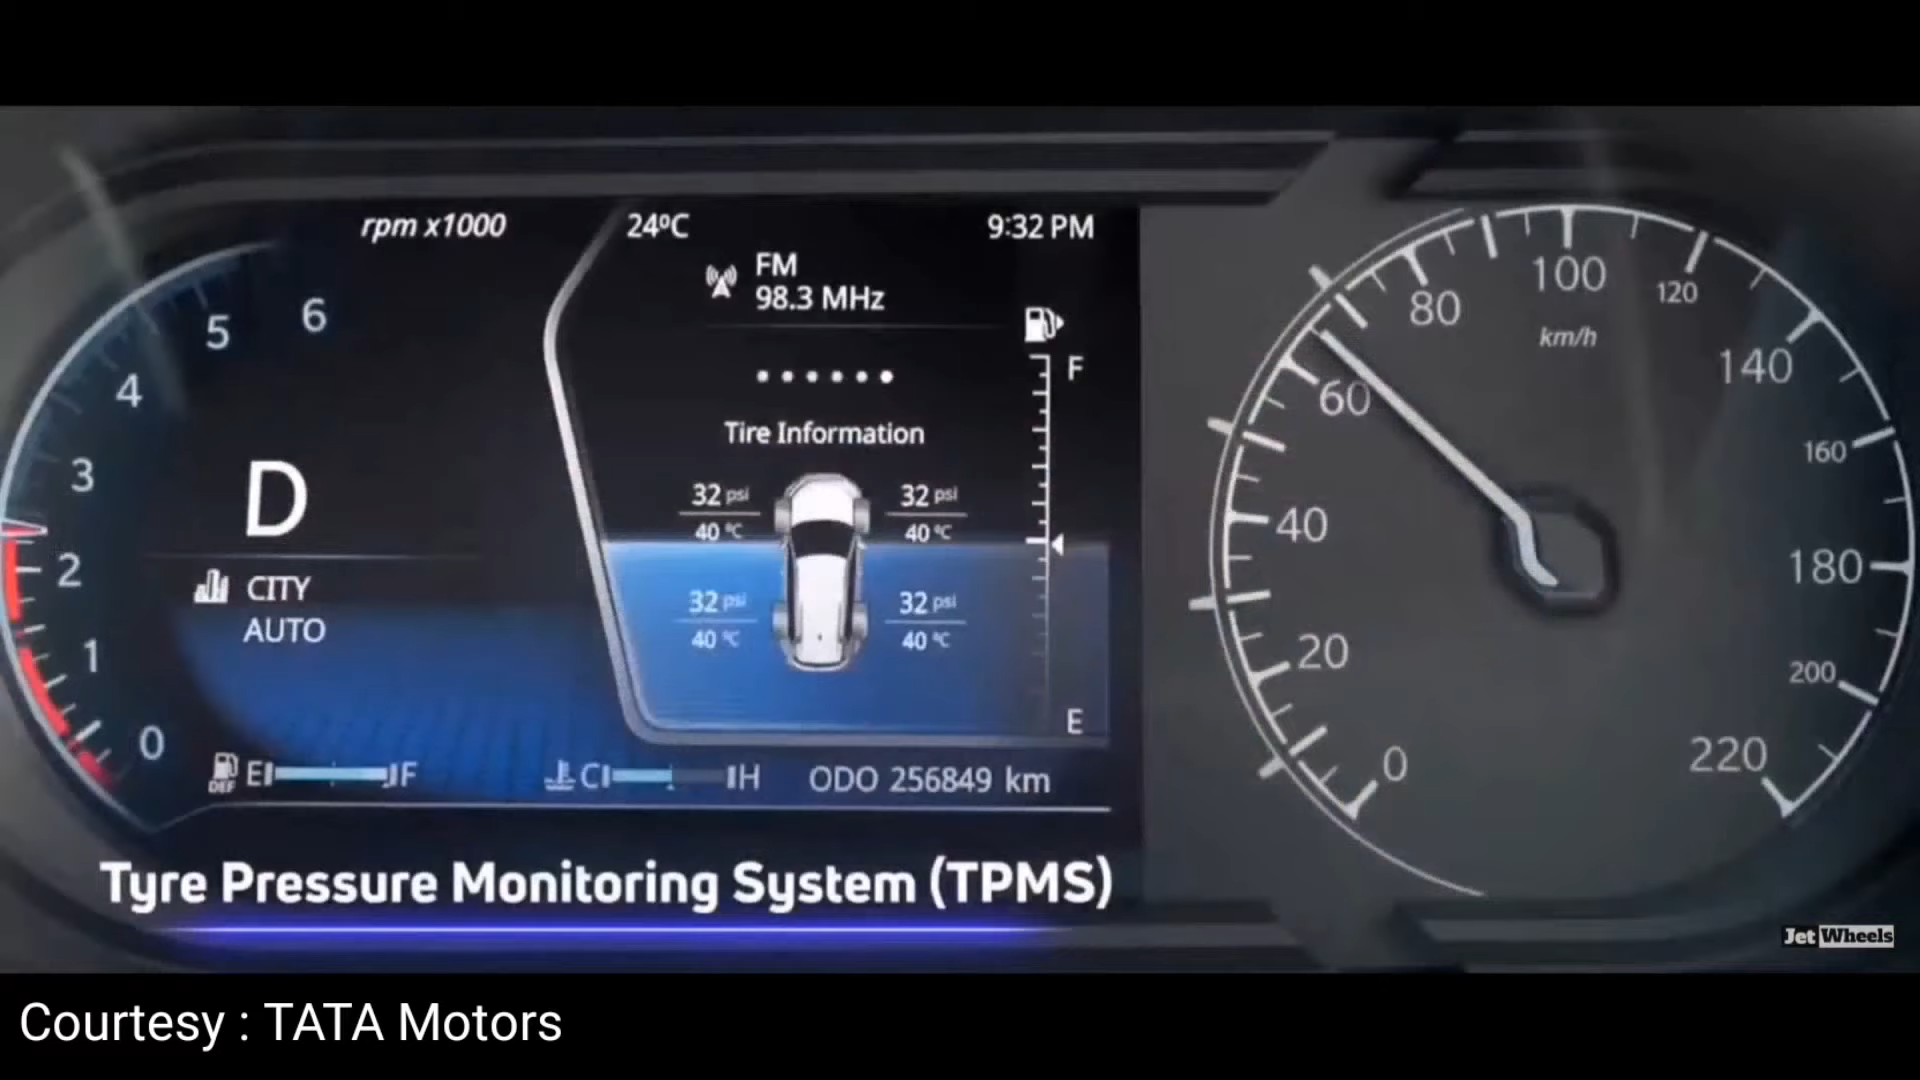 rpm x1000
24ºC
9:32 PM
FM
98.3 MHz
F
Tire Information
32 psi
40 ºC
32 psi
40 ºC
32 psi
40 ºC
32 psi
40 ºC
E
6
5
4
3
2
1
0
D
CITY
AUTO
DEF
E F
C H
ODO 256849 km
0
20
40
60
80
100
120
140
160
180
200
220
km/h
Tyre Pressure Monitoring System (TPMS)
Jet Wheels
Courtesy : TATA Motors